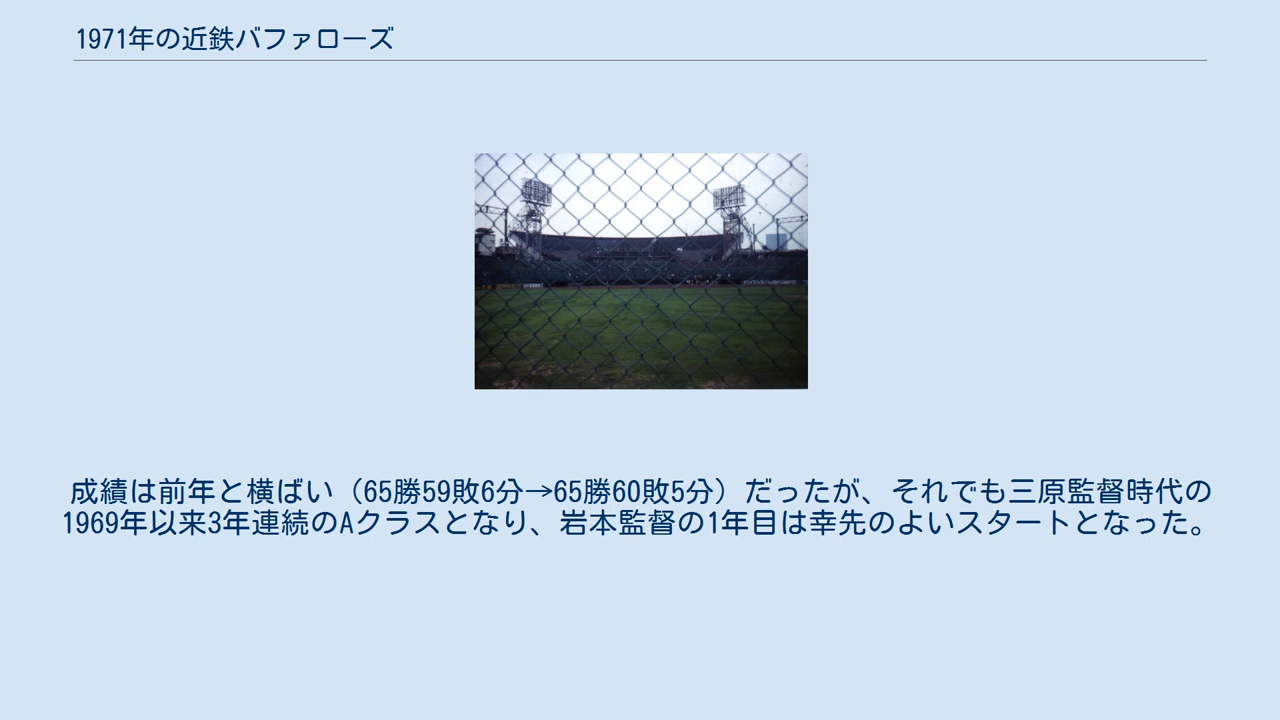 1971年の近鉄バファローズ
成績は前年と横ばい（65勝59敗6分→65勝60敗5分）だったが、それでも三原監督時代の
1969年以来3年連続のAクラスとなり、岩本監督の1年目は幸先のよいスタートとなった。